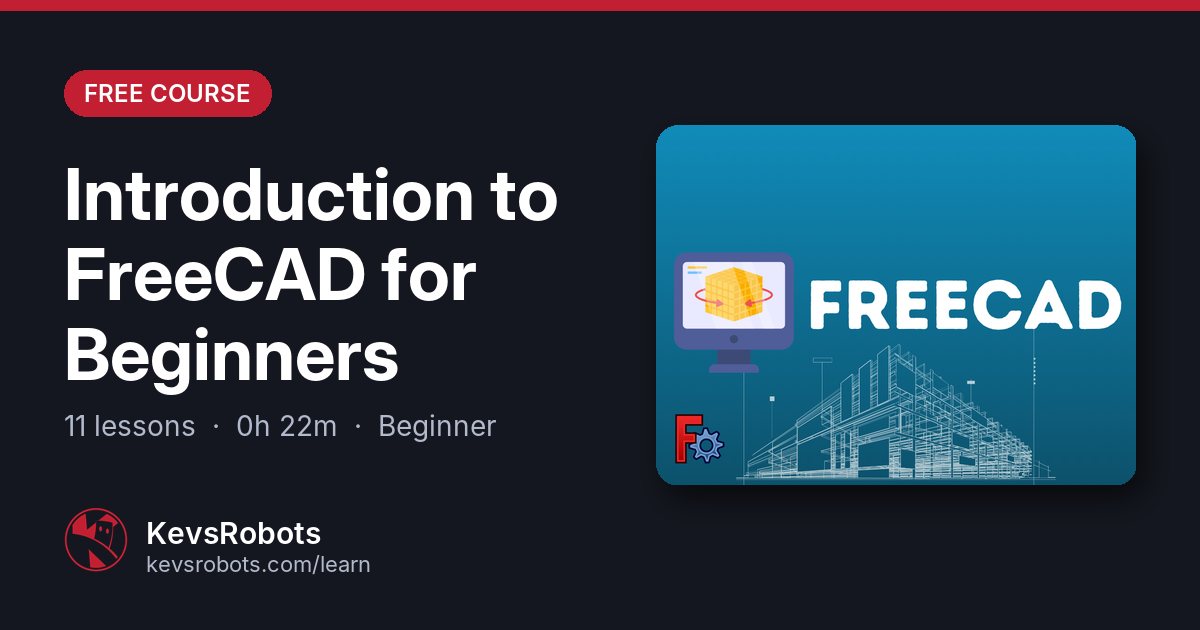 FREE COURSE
Introduction to
FreeCAD for
Beginners
11 lessons · 0h 22m · Beginner
KevsRobots
kevsrobots.com/learn
FREECAD
F